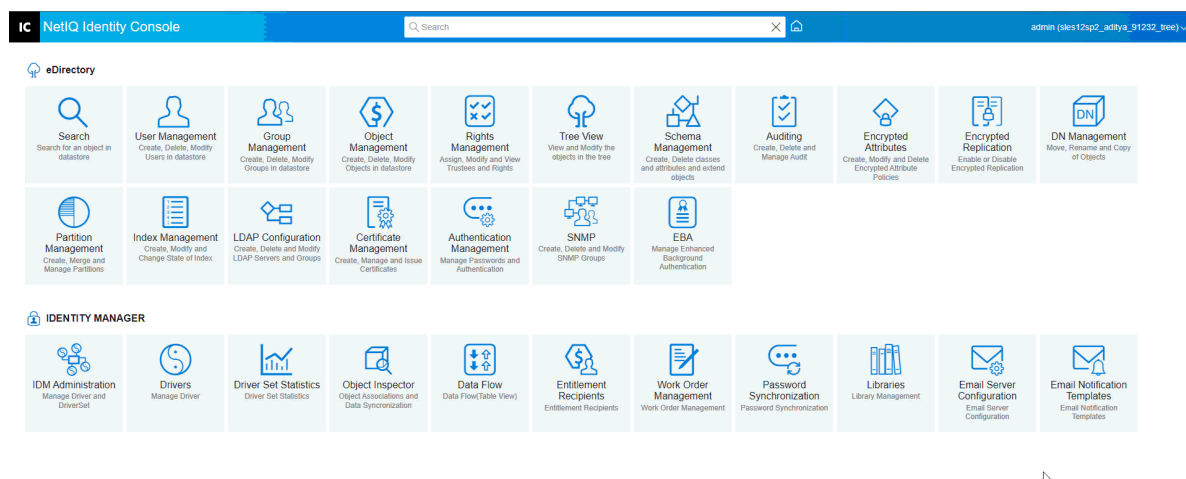 IC NetIQ Identity Console
Search
admin (sles12sp2_aditya_91232_tree)
eDirectory
Search
Search for an object in
datastore
User Management
Create, Delete, Modify
Users in datastore
Group
Management
Create, Delete, Modify
Groups in datastore
Object
Management
Create, Delete, Modify
Objects in datastore
Rights
Management
Assign, Modify and View
Trustees and Rights
Tree View
View and Modify the
objects in the tree
Schema
Management
Create, Delete classes
and attributes and extend
objects
Auditing
Create, Delete and
Manage Audit
Encrypted
Attributes
Create, Modify and Delete
Encrypted Attribute
Policies
Encrypted
Replication
Enable or Disable
Encrypted Replication
DN
DN Management
Move, Rename and Copy
of Objects
Partition
Management
Create, Merge and
Manage Partitions
Index Management
Create, Modify and
Change State of Index
LDAP Configuration
Create, Delete and Modify
LDAP Servers and Groups
Certificate
Management
Create, Manage and Issue
Certificates
Authentication
Management
Manage Passwords and
Authentication
SNMP
Create, Delete and Modify
SNMP Groups
EBA
Manage Enhanced
Background
Authentication
IDENTITY MANAGER
IDM Administration
Manage Driver and
DriverSet
Drivers
Manage Driver
Driver Set Statistics
Driver Set Statistics
Object Inspector
Object Associations and
Data Syncronization
Data Flow
Data Flow(Table View)
Entitlement
Recipients
Entitlement Recipients
Work Order
Management
Work Order Management
Password
Synchronization
Password Synchronization
Libraries
Library Management
Email Server
Configuration
Email Server
Configuration
Email Notification
Templates
Email Notification
Templates